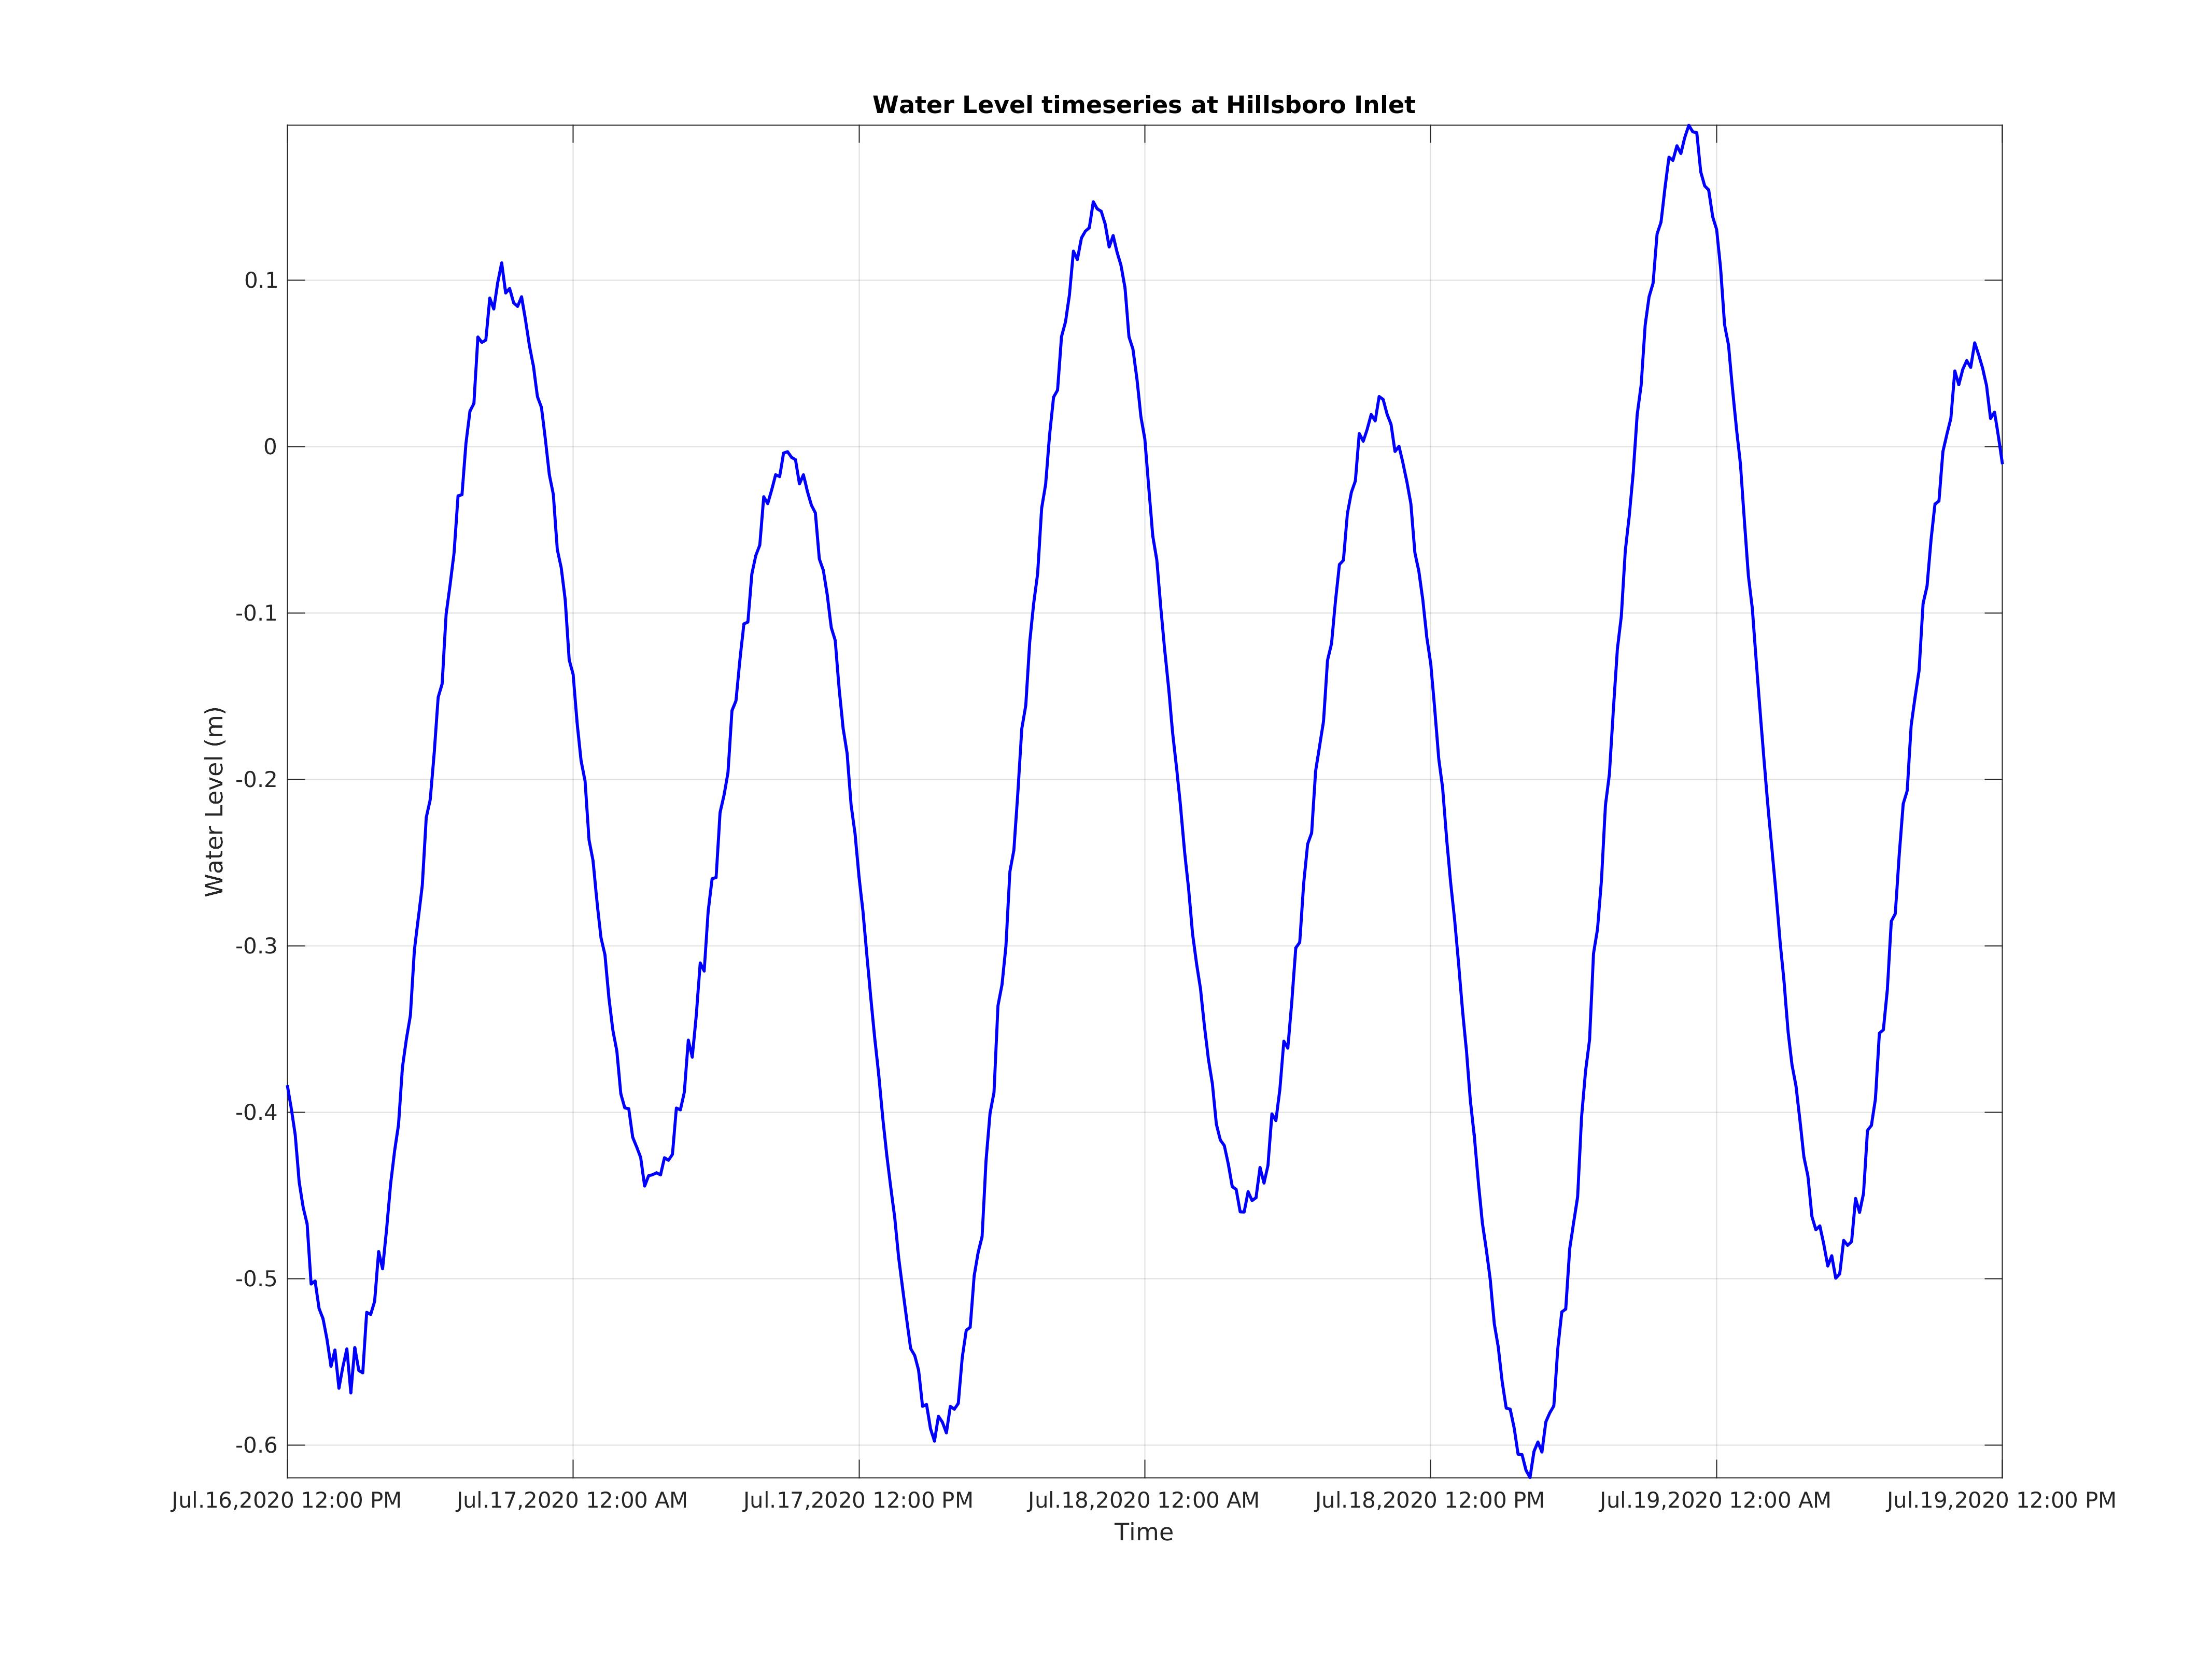 Water Level timeseries at Hillsboro Inlet
0.1
0
-0.1
-0.2
-0.3
-0.4
-0.5
-0.6
Water Level (m)
Jul.16,2020 12:00 PM
Jul.17,2020 12:00 AM
Jul.17,2020 12:00 PM
Jul.18,2020 12:00 AM
Jul.18,2020 12:00 PM
Jul.19,2020 12:00 AM
Jul.19,2020 12:00 PM
Time